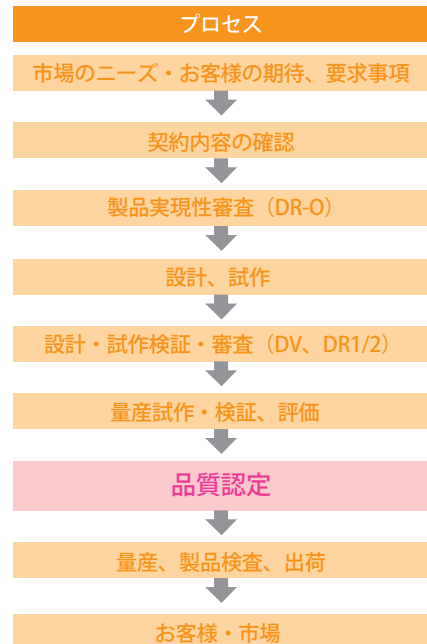 プロセス
市場のニーズ・お客様の期待、要求事項
契約内容の確認
製品実現性審査（DR-O）
設計、試作
設計・試作検証・審査（DV、DR1/2）
量産試作・検証、評価
品質認定
量産、製品検査、出荷
お客様・市場